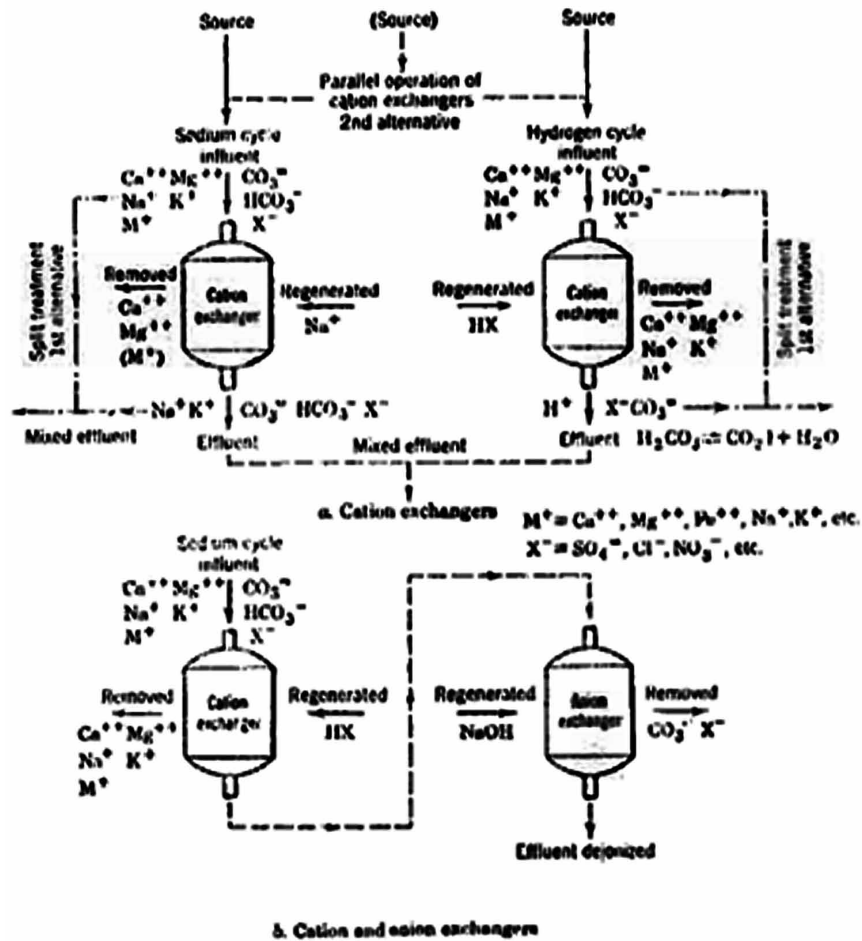 Source
(Source)
Source
Parallel operation of
cation exchangers
2nd alternative
Sodium cycle
influent
Ca⁺⁺ Mg⁺⁺ CO₃⁼
Na⁺ K⁺ HCO₃⁻
M⁺ X⁻
Hydrogen cycle
influent
Ca⁺⁺ Mg⁺⁺ CO₃⁼
Na⁺ K⁺ HCO₃⁻
M⁺ X⁻
Split treatment
1st alternative
Removed
Ca⁺⁺
Mg⁺⁺
(M⁺)
Cation
exchanger
Regenerated
Na⁺
Regenerated
HX
Cation
exchanger
Removed
Ca⁺⁺ Mg⁺⁺
Na⁺ K⁺
M⁺
Split treatment
1st alternative
Na⁺ K⁺ CO₃⁼ HCO₃⁻ X⁻
Mixed effluent
Effluent
Mixed effluent
H⁺ X⁻ CO₃⁼
Effluent H₂CO₃ ⇌ CO₂↑ + H₂O
a. Cation exchangers
M⁺ = Ca⁺⁺, Mg⁺⁺, Fe⁺⁺, Na⁺, K⁺, etc.
X⁻ = SO₄⁼, Cl⁻, NO₃⁻, etc.
Sodium cycle
influent
Ca⁺⁺ Mg⁺⁺ CO₃⁼
Na⁺ K⁺ HCO₃⁻
M⁺ X⁻
Removed
Ca⁺⁺ Mg⁺⁺
Na⁺ K⁺
M⁺
Cation
exchanger
Regenerated
HX
Regenerated
NaOH
Anion
exchanger
Removed
CO₃⁼ X⁻
Effluent deionized
b. Cation and anion exchangers